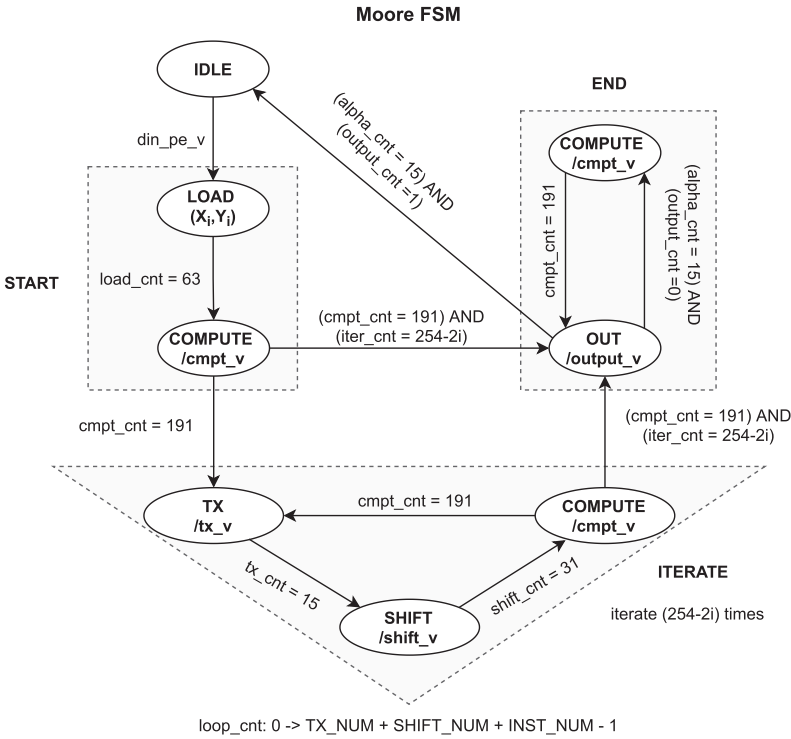 Moore FSM
IDLE
din_pe_v
LOAD
(Xi,Yi)
START
load_cnt = 63
COMPUTE
/cmpt_v
(cmpt_cnt = 191) AND
(iter_cnt = 254-2i)
(alpha_cnt = 15) AND
(output_cnt =1)
END
COMPUTE
/cmpt_v
cmpt_cnt = 191
(alpha_cnt = 15) AND
(output_cnt =0)
OUT
/output_v
cmpt_cnt = 191
(cmpt_cnt = 191) AND
(iter_cnt = 254-2i)
TX
/tx_v
cmpt_cnt = 191
COMPUTE
/cmpt_v
tx_cnt = 15
shift_cnt = 31
SHIFT
/shift_v
ITERATE
iterate (254-2i) times
loop_cnt: 0 -> TX_NUM + SHIFT_NUM + INST_NUM - 1